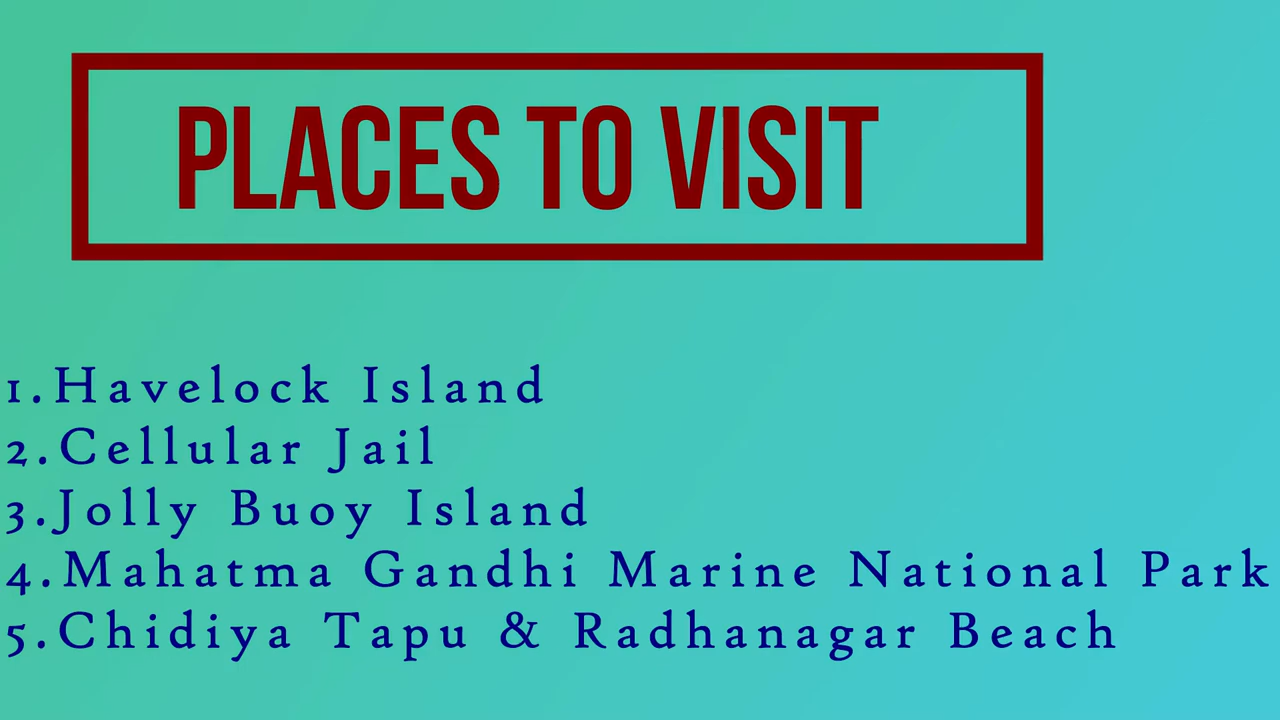 PLACES TO VISIT
1.Havelock Island
2.Cellular Jail
3.Jolly Buoy Island
4.Mahatma Gandhi Marine National Park
5.Chidiya Tapu & Radhanagar Beach